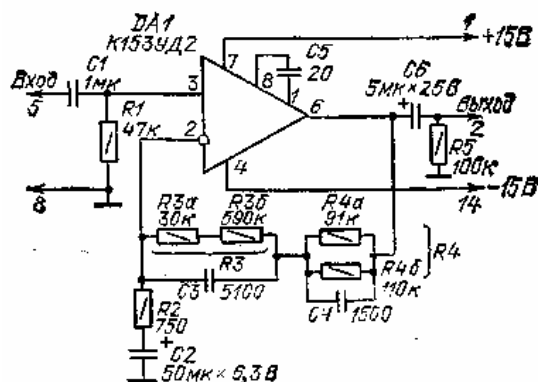 DA1
К153УД2
1
+15В
7
8
C5
20
1
C1
1мк
Вход
5
3
2
6
C6
5мк×25В
+
Выход
2
R1
47к
R5
100к
4
8
14
-15В
R3а
30к
R3б
590к
R4а
91к
R3
R4
C3
5100
R4б
110к
C4
1500
R2
750
+
C2
50мк×6,3В